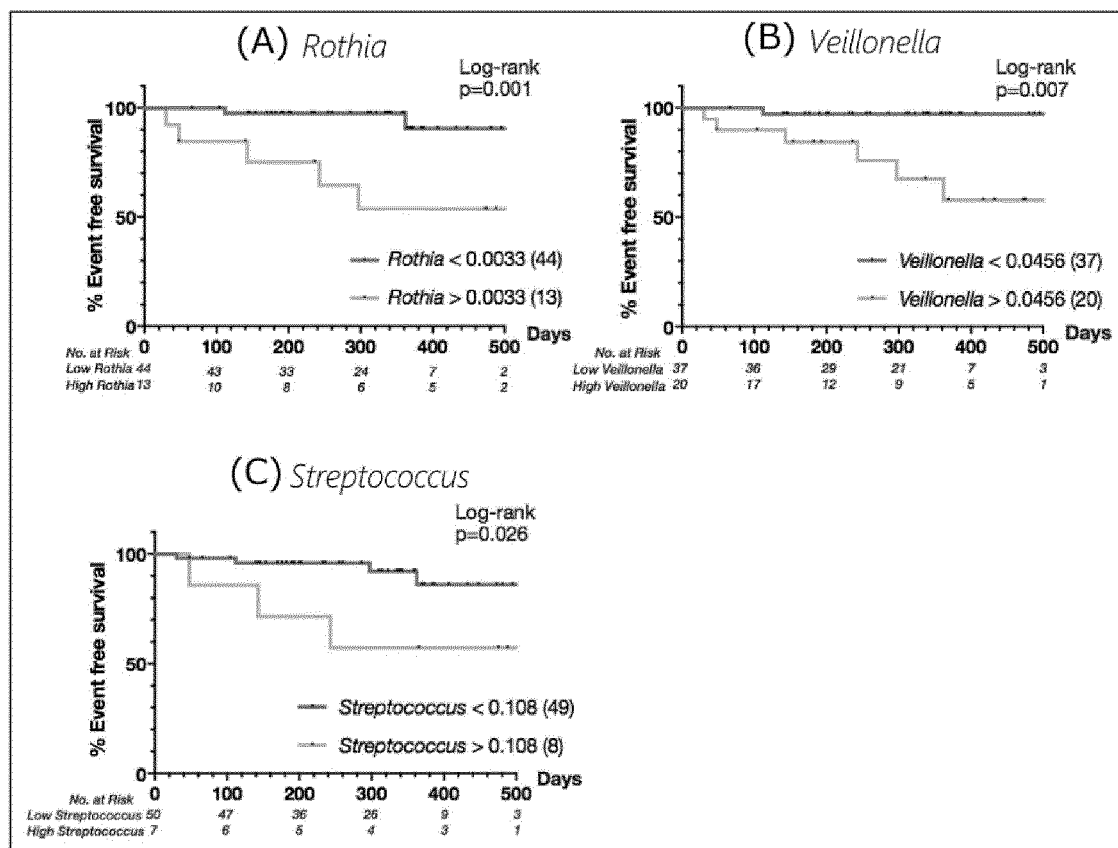 (A) Rothia
Log-rank
p=0.001
% Event free survival
100
50
0
Rothia < 0.0033 (44)
Rothia > 0.0033 (13)
0 100 200 300 400 500 Days
No. at Risk
Low Rothia 44 43 33 24 7 2
High Rothia 13 10 8 6 5 2
(B) Veillonella
Log-rank
p=0.007
% Event free survival
100
50
0
Veillonella < 0.0456 (37)
Veillonella > 0.0456 (20)
0 100 200 300 400 500 Days
No. at Risk
Low Veillonella 37 36 29 21 7 3
High Veillonella 20 17 12 9 5 1
(C) Streptococcus
Log-rank
p=0.026
% Event free survival
100
50
0
Streptococcus < 0.108 (49)
Streptococcus > 0.108 (8)
0 100 200 300 400 500 Days
No. at Risk
Low Streptococcus 50 47 36 26 9 3
High Streptococcus 7 6 5 4 3 1